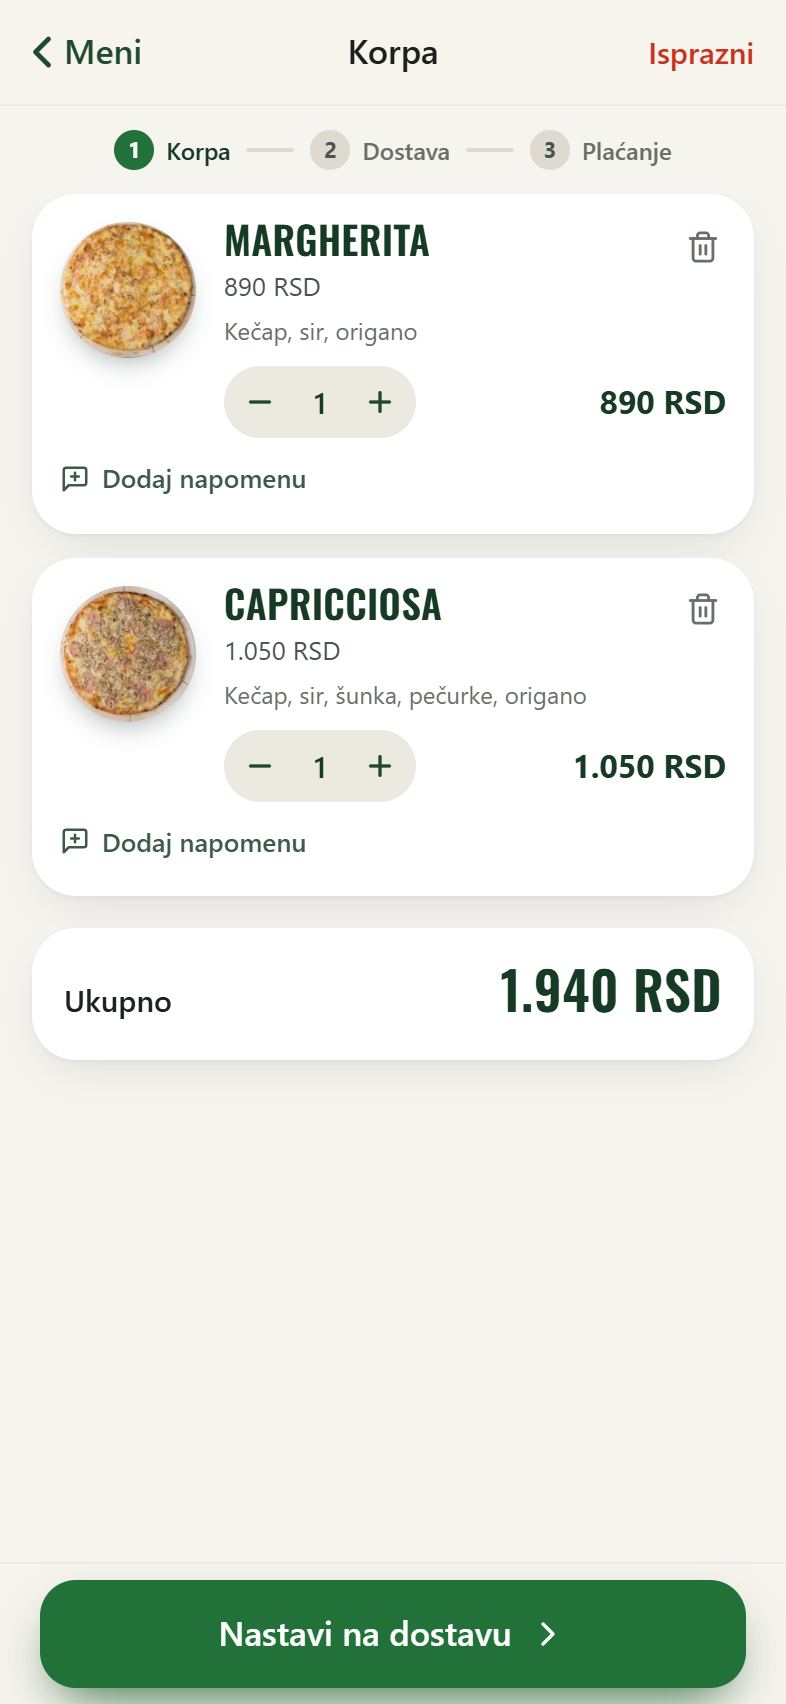 Meni
Korpa
Isprazni
1 Korpa
2 Dostava
3 Plaćanje
MARGHERITA
890 RSD
Kečap, sir, origano
1
890 RSD
Dodaj napomenu
CAPRICCIOSA
1.050 RSD
Kečap, sir, šunka, pečurke, origano
1
1.050 RSD
Dodaj napomenu
Ukupno
1.940 RSD
Nastavi na dostavu